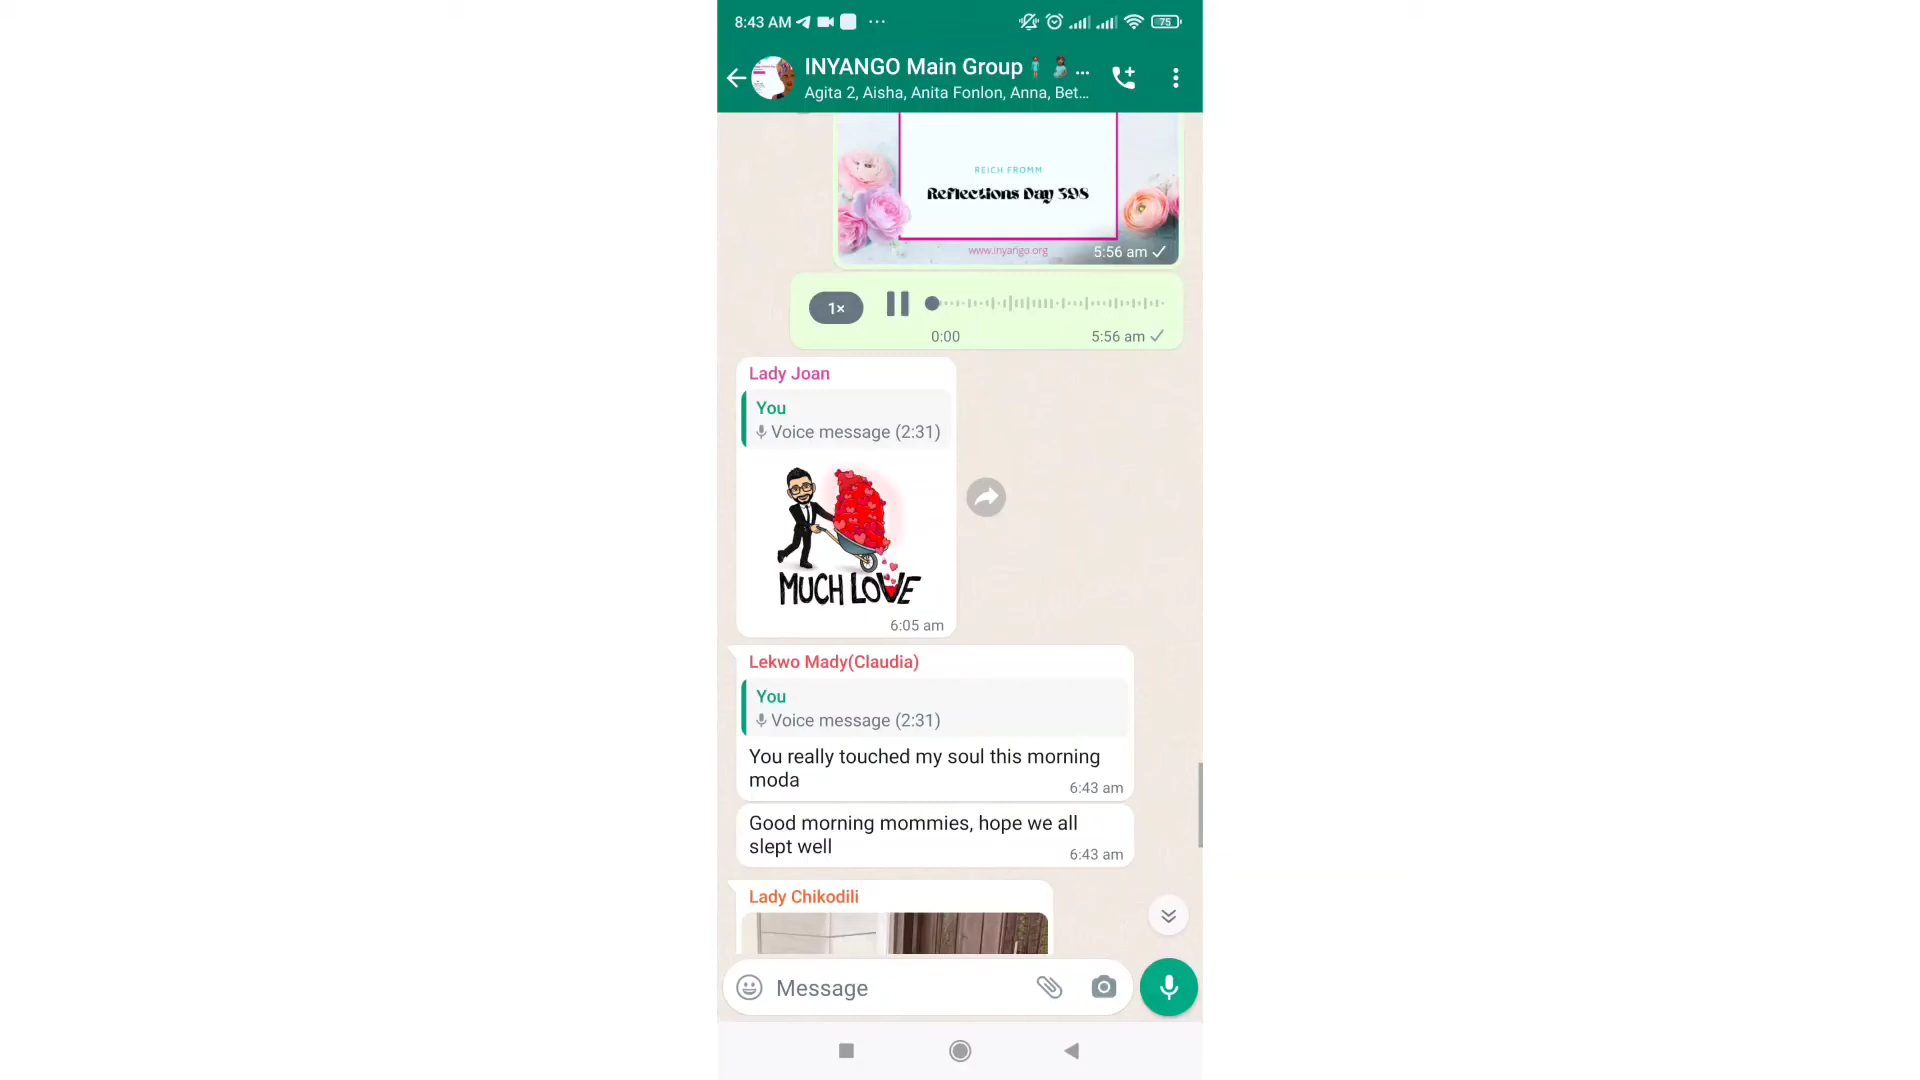 8:43 AM
75
INYANGO Main Group
Agita 2, Aisha, Anita Fonlon, Anna, Bet...
REICH FROMM
Reflections Day 398
www.inyango.org
5:56 am
1×
0:00
5:56 am
Lady Joan
You
Voice message (2:31)
MUCH LOVE
6:05 am
Lekwo Mady(Claudia)
You
Voice message (2:31)
You really touched my soul this morning
moda
6:43 am
Good morning mommies, hope we all
slept well
6:43 am
Lady Chikodili
Message